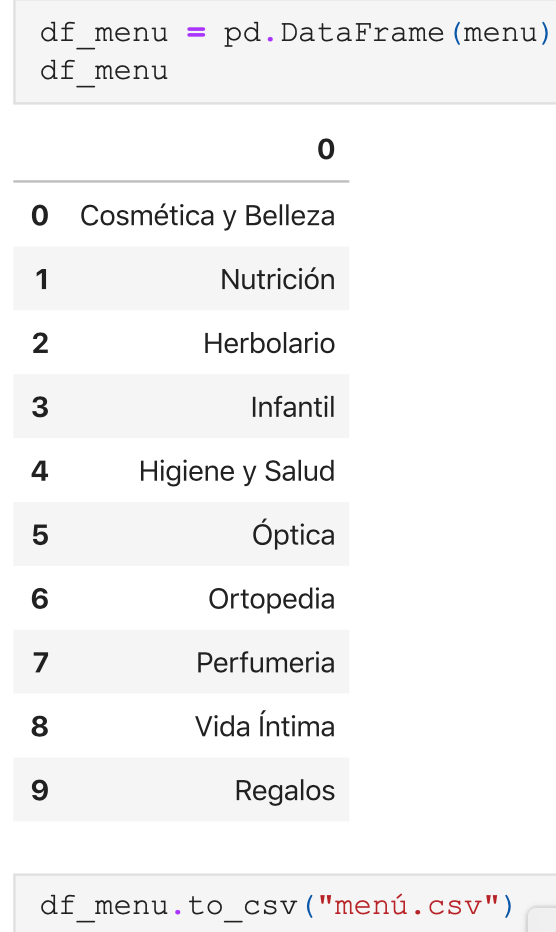 df_menu = pd.DataFrame(menu)
df_menu
0
0 Cosmética y Belleza
1 Nutrición
2 Herbolario
3 Infantil
4 Higiene y Salud
5 Óptica
6 Ortopedia
7 Perfumeria
8 Vida Íntima
9 Regalos
df_menu.to_csv("menú.csv")